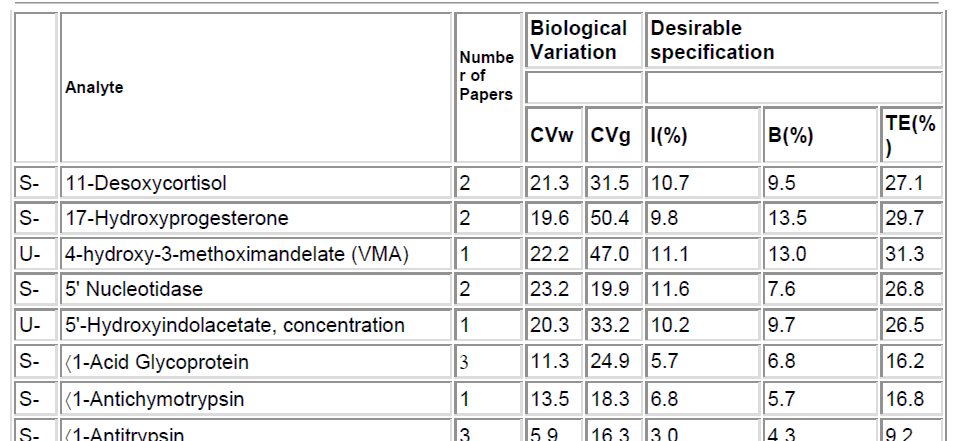 Analyte
Numbe
r of
Papers
Biological
Variation
Desirable
specification
CVw CVg I(%) B(%) TE(%
)
S- 11-Desoxycortisol 2 21.3 31.5 10.7 9.5 27.1
S- 17-Hydroxyprogesterone 2 19.6 50.4 9.8 13.5 29.7
U- 4-hydroxy-3-methoximandelate (VMA) 1 22.2 47.0 11.1 13.0 31.3
S- 5' Nucleotidase 2 23.2 19.9 11.6 7.6 26.8
U- 5'-Hydroxyindolacetate, concentration 1 20.3 33.2 10.2 9.7 26.5
S- 〈1-Acid Glycoprotein 3 11.3 24.9 5.7 6.8 16.2
S- 〈1-Antichymotrypsin 1 13.5 18.3 6.8 5.7 16.8
S- 〈1-Antitrypsin 3 5.9 16.3 3.0 4.3 9.2